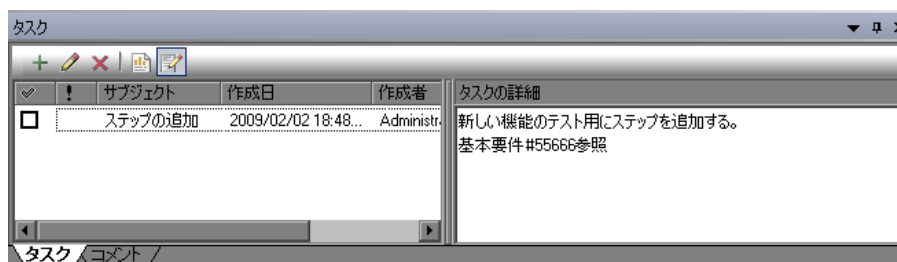 タスク
! サブジェクト 作成日 作成者 タスクの詳細
ステップの追加 2009/02/02 18:48... Administr 新しい機能のテスト用にステップを追加する。
基本要件#55666参照
タスク コメント